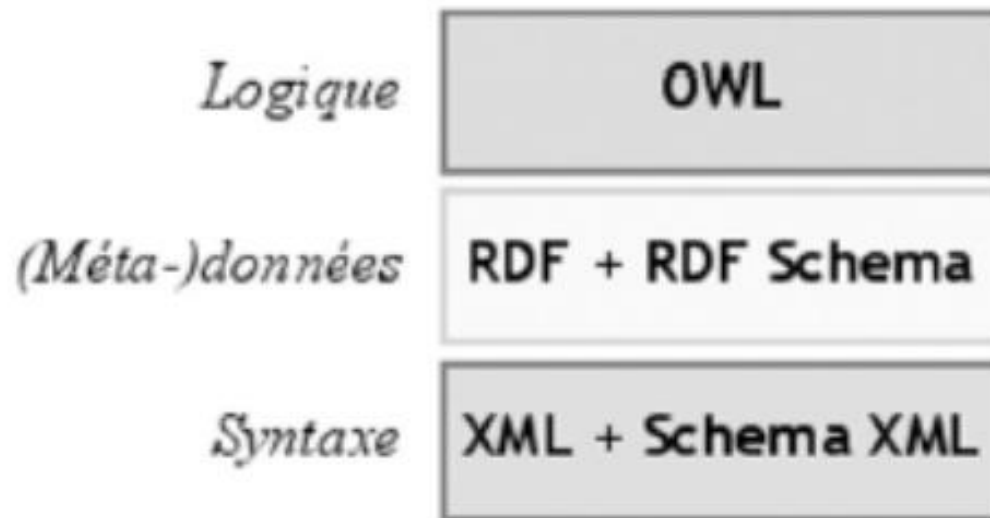 Logique OWL
(Méta-)données RDF + RDF Schema
Syntaxe XML + Schema XML